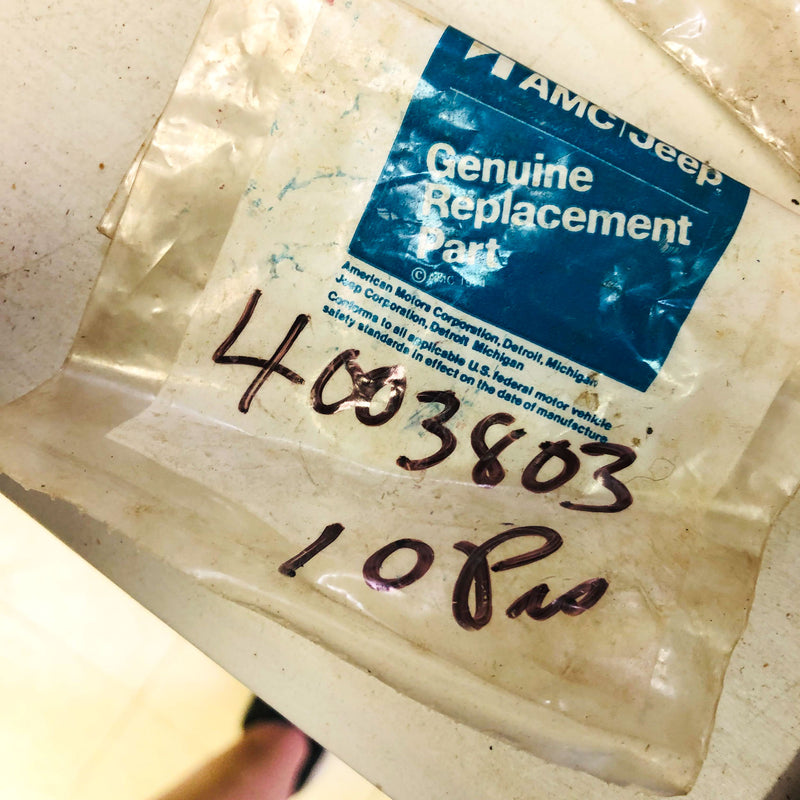 AMC | Jeep
Genuine
Replacement
Part
© AMC
American Motors Corporation, Detroit, Michigan
Jeep Corporation, Detroit Michigan
Conforms to all applicable U.S. federal motor vehicle
safety standards in effect on the date of manufacture
4003803
10 Pcs